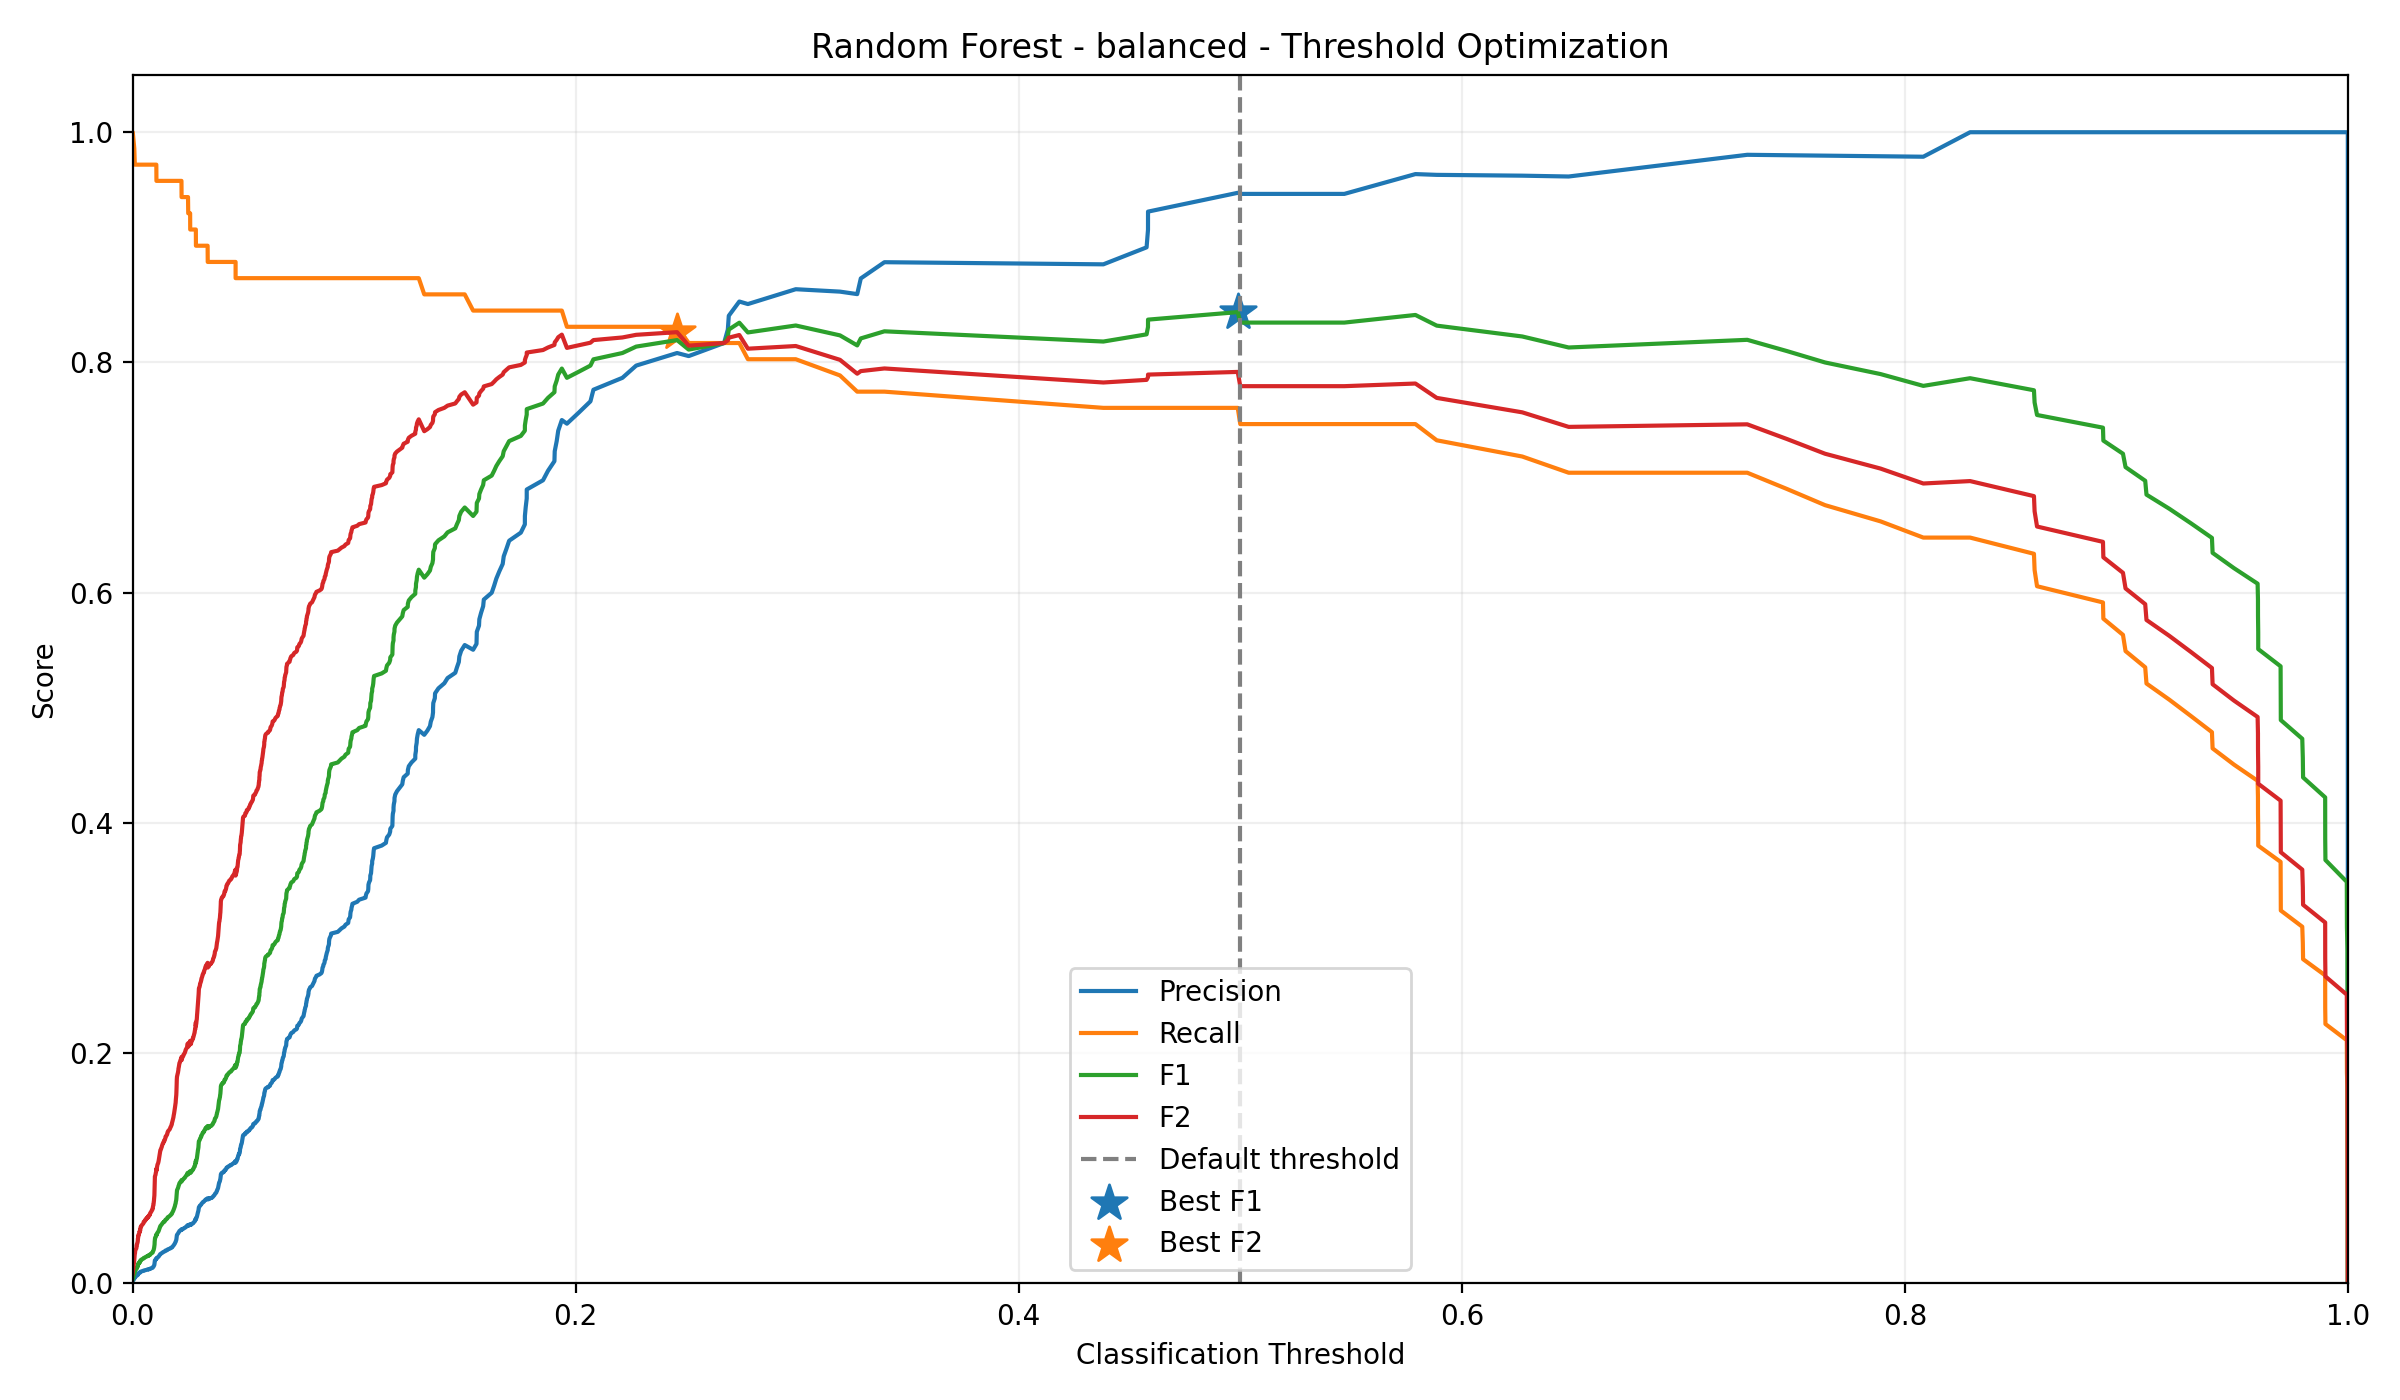 Random Forest - balanced - Threshold Optimization
1.0
0.8
0.6
0.4
0.2
0.0
Score
Precision
Recall
F1
F2
Default threshold
Best F1
Best F2
0.0 0.2 0.4 0.6 0.8 1.0
Classification Threshold